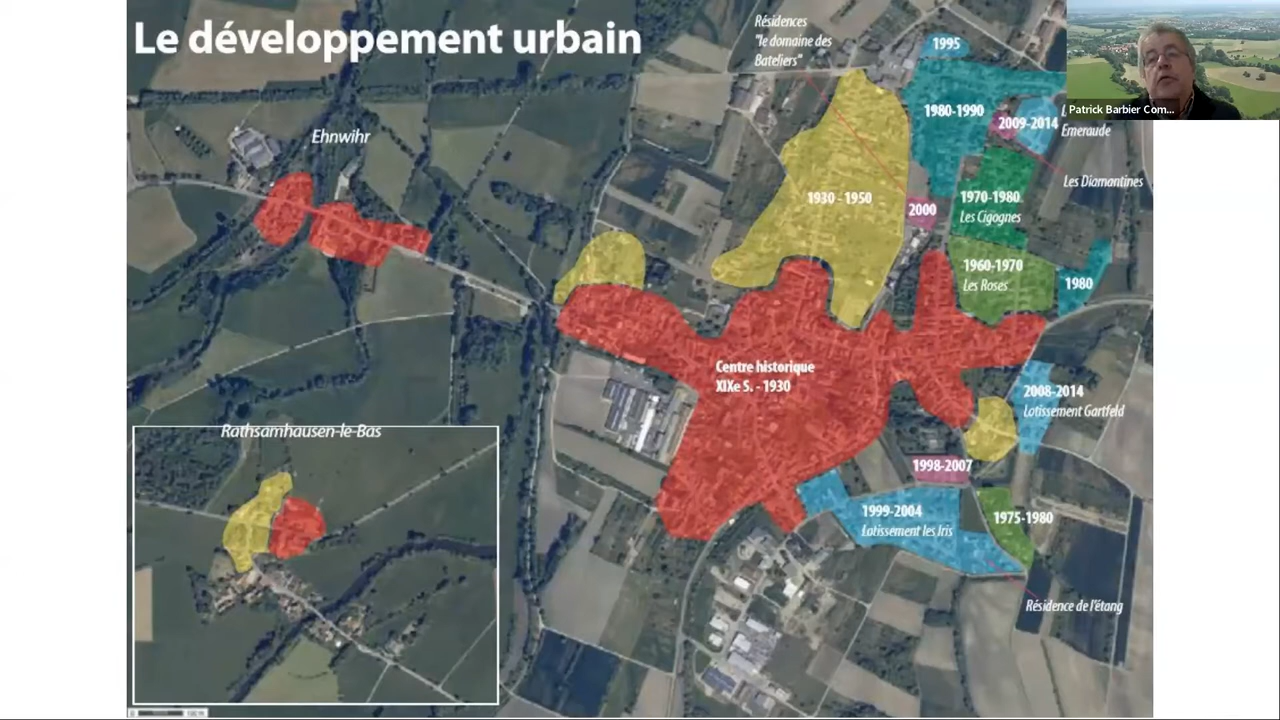 Le développement urbain
Résidences
"le domaine des
Bateliers"
1995
Patrick Barbier Com...
Ehnwihr
1980-1990
2009-2014
Emeraude
Les Diamantines
1930 - 1950
1970-1980
Les Cigognes
2000
1960-1970
Les Roses
1980
Centre historique
XIXe S. - 1930
2008-2014
Lotissement Gartfeld
Rathsamhausen-le-Bas
1998-2007
1999-2004
Lotissement les Iris
1975-1980
Résidence de l'étang